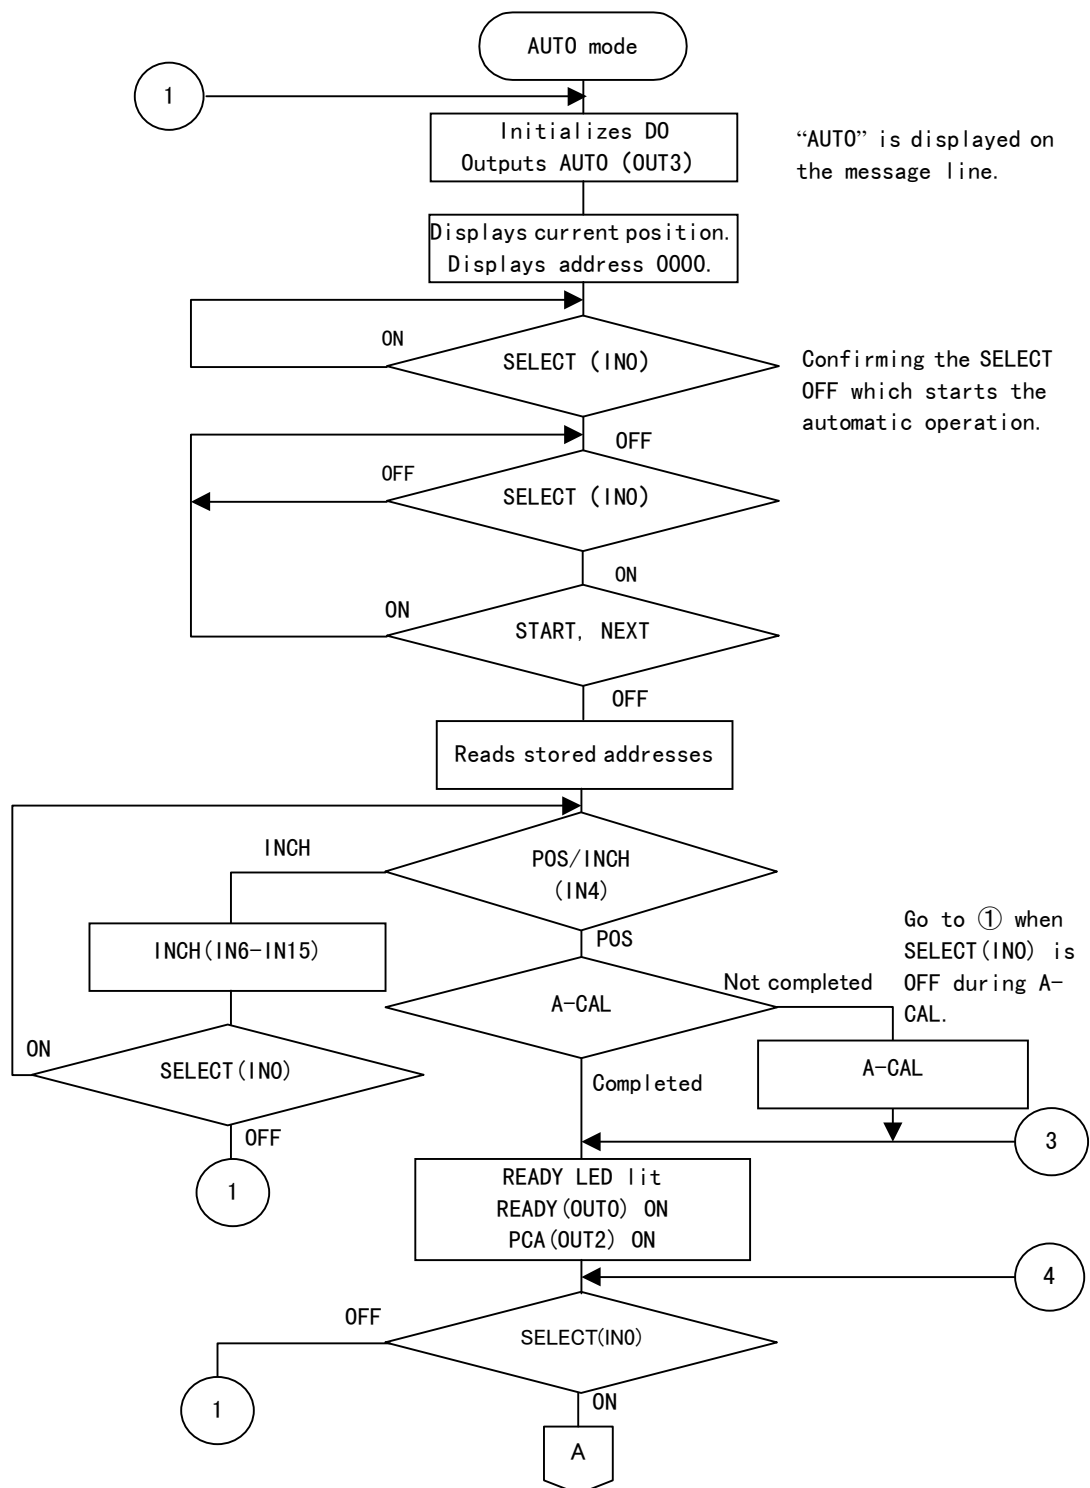 AUTO mode
1
Initializes DO
Outputs AUTO (OUT3)
“AUTO” is displayed on
the message line.
Displays current position.
Displays address 0000.
ON
SELECT (IN0)
Confirming the SELECT
OFF which starts the
automatic operation.
OFF
OFF
SELECT (IN0)
ON
ON
START, NEXT
OFF
Reads stored addresses
INCH
POS/INCH
(IN4)
POS
Go to ① when
SELECT(IN0) is
OFF during A-
CAL.
INCH(IN6-IN15)
Not completed
A-CAL
ON
SELECT(IN0)
OFF
1
Completed
A-CAL
3
READY LED lit
READY(OUT0) ON
PCA(OUT2) ON
4
OFF
SELECT(IN0)
1
ON
A